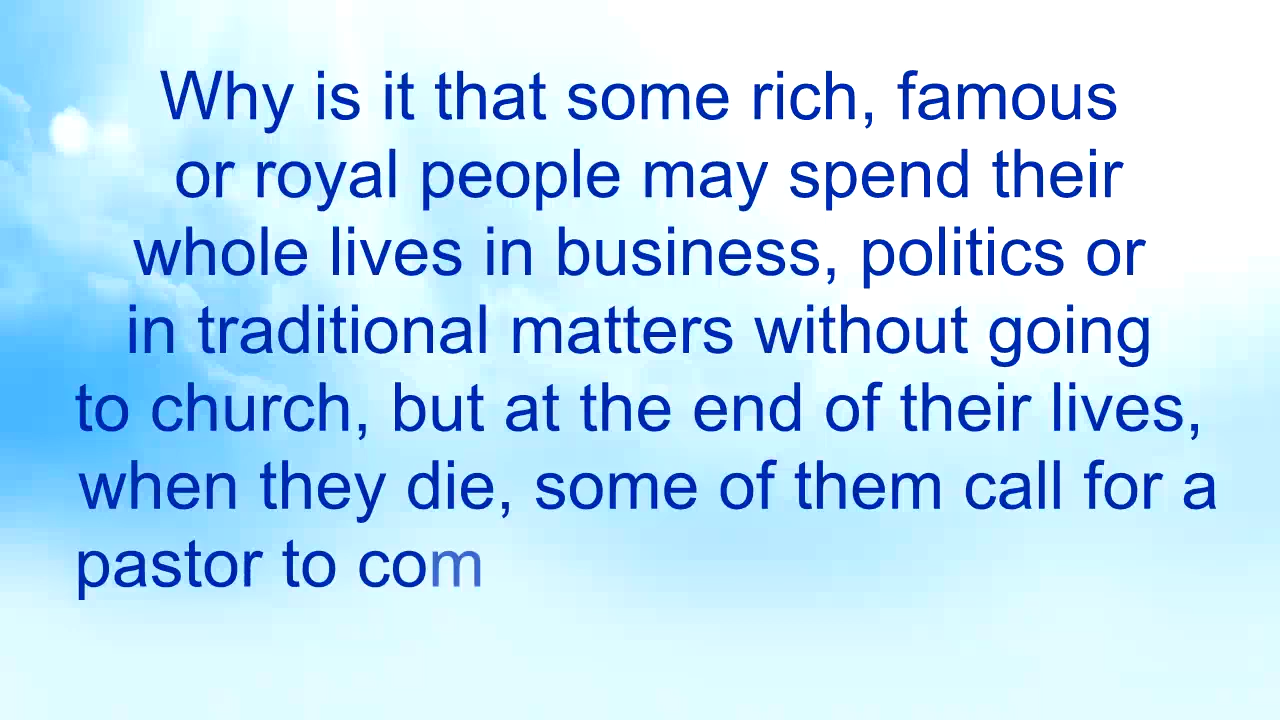 Why is it that some rich, famous
or royal people may spend their
whole lives in business, politics or
in traditional matters without going
to church, but at the end of their lives,
when they die, some of them call for a
pastor to com